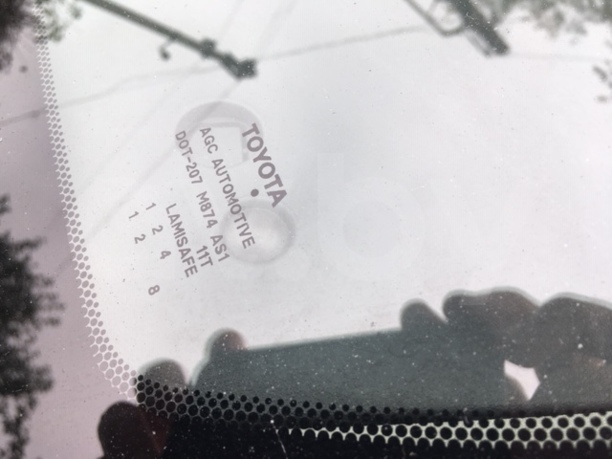 TOYOTA
AGC AUTOMOTIVE
DOT-207 M874 AS1
11T
LAMISAFE
1 2 4 8
1 2